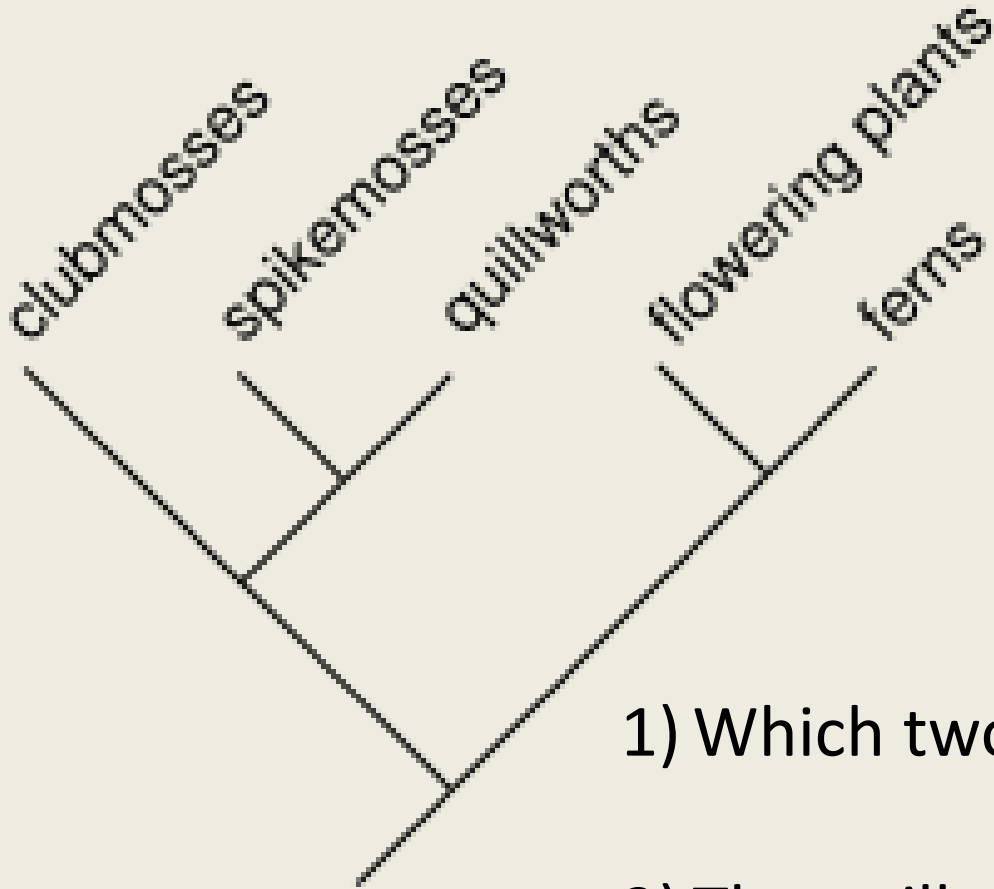 clubmosses
spikemosses
quillworths
flowering plants
ferns
1) Which two